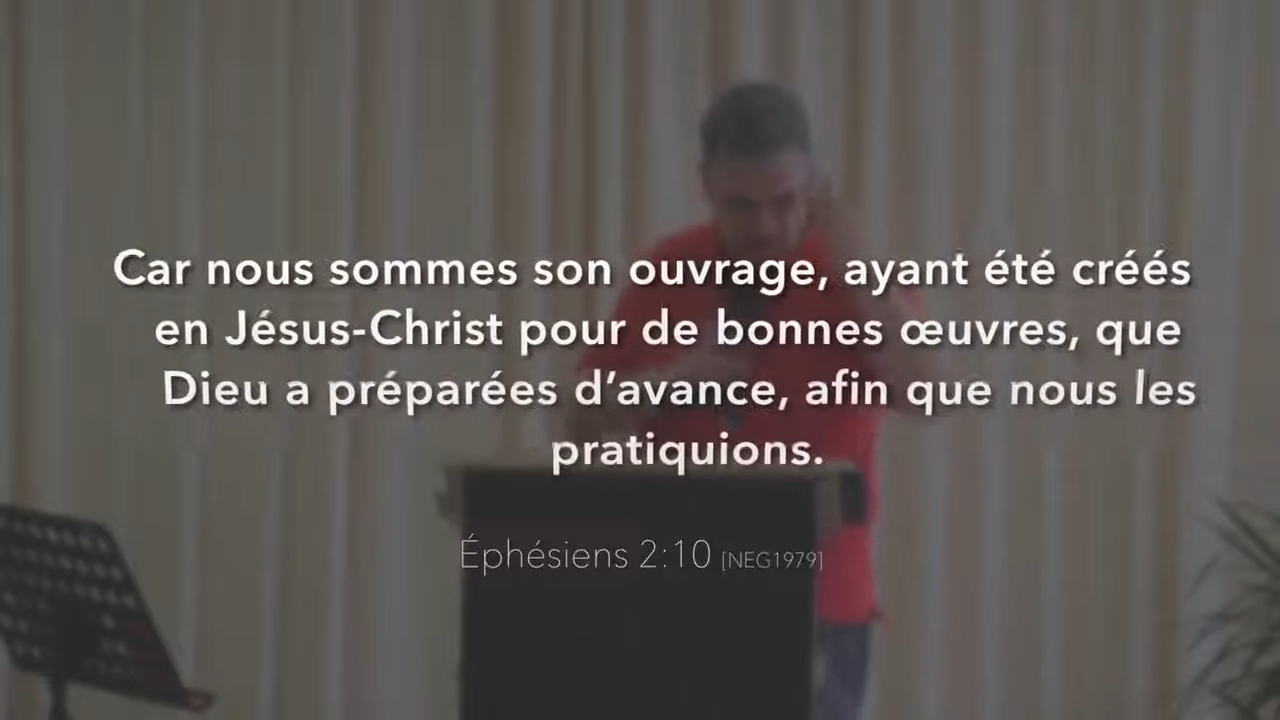 Car nous sommes son ouvrage, ayant été créés
en Jésus-Christ pour de bonnes œuvres, que
Dieu a préparées d’avance, afin que nous les
pratiquions.
Éphésiens 2:10 [NEG1979]